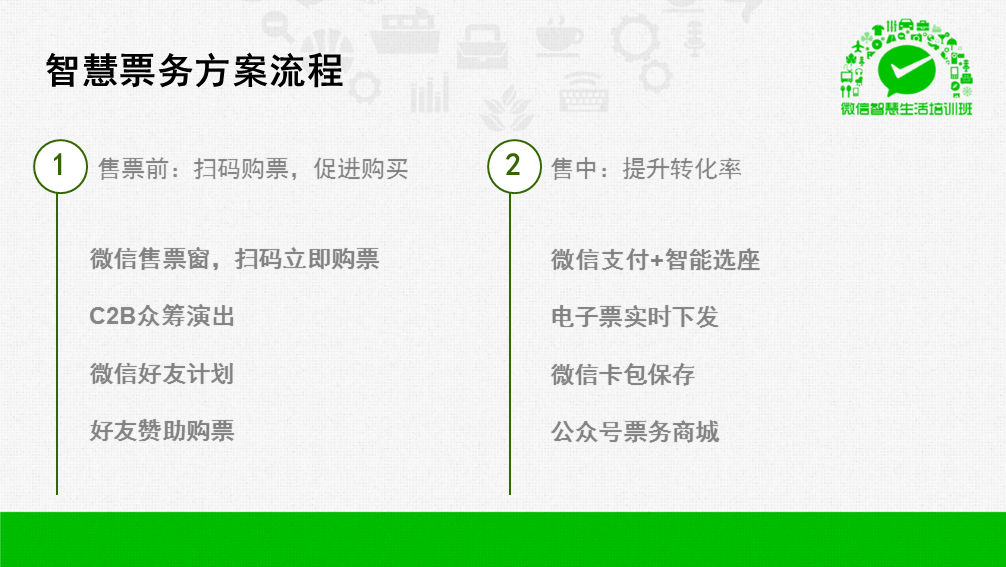 智慧票务方案流程
微信智慧生活培训班
1
售票前：扫码购票，促进购买
微信售票窗，扫码立即购票
C2B众筹演出
微信好友计划
好友赞助购票
2
售中：提升转化率
微信支付+智能选座
电子票实时下发
微信卡包保存
公众号票务商城